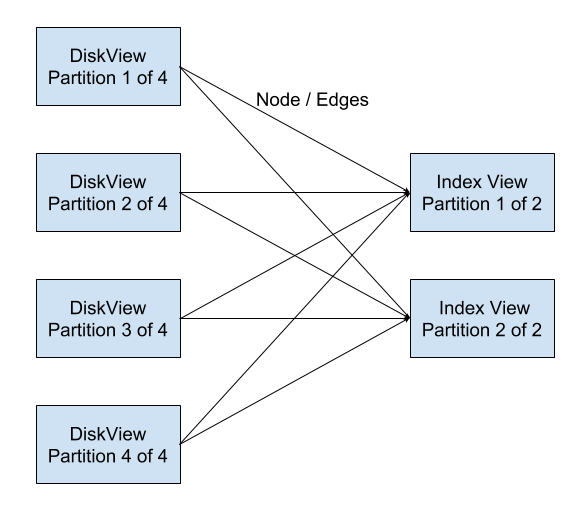 DiskView
Partition 1 of 4
Node / Edges
DiskView
Partition 2 of 4
Index View
Partition 1 of 2
DiskView
Partition 3 of 4
Index View
Partition 2 of 2
DiskView
Partition 4 of 4